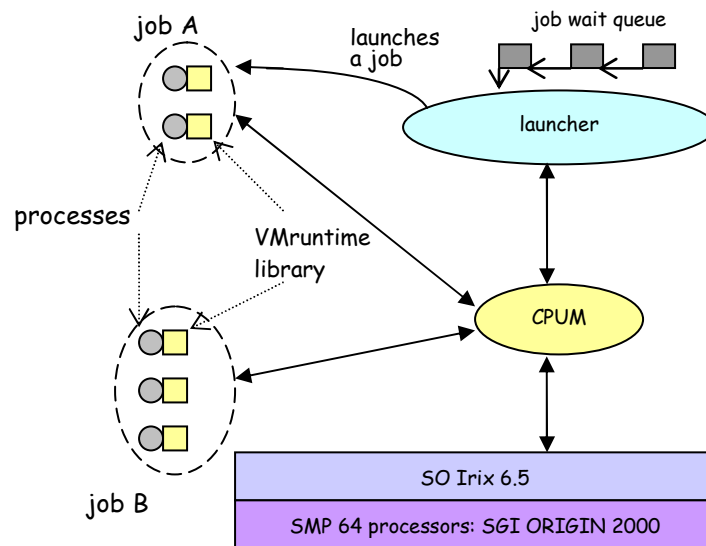 job A
launches
a job
job wait queue
launcher
processes
VMruntime
library
CPUM
job B
SO Irix 6.5
SMP 64 processors: SGI ORIGIN 2000